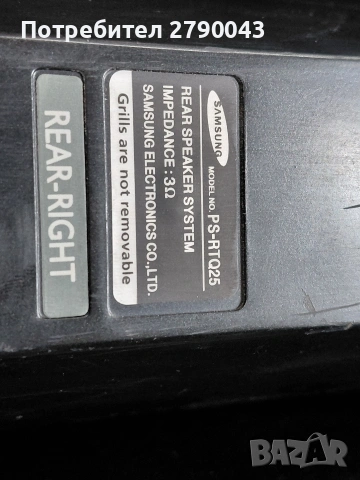 Потребител 2790043
SAMSUNG
MODEL NO. PS-RTQ25
REAR SPEAKER SYSTEM
IMPEDANCE : 3Ω
SAMSUNG ELECTRONICS CO.,LTD.
Grills are not removable
REAR-RIGHT
BAZAR
.bg